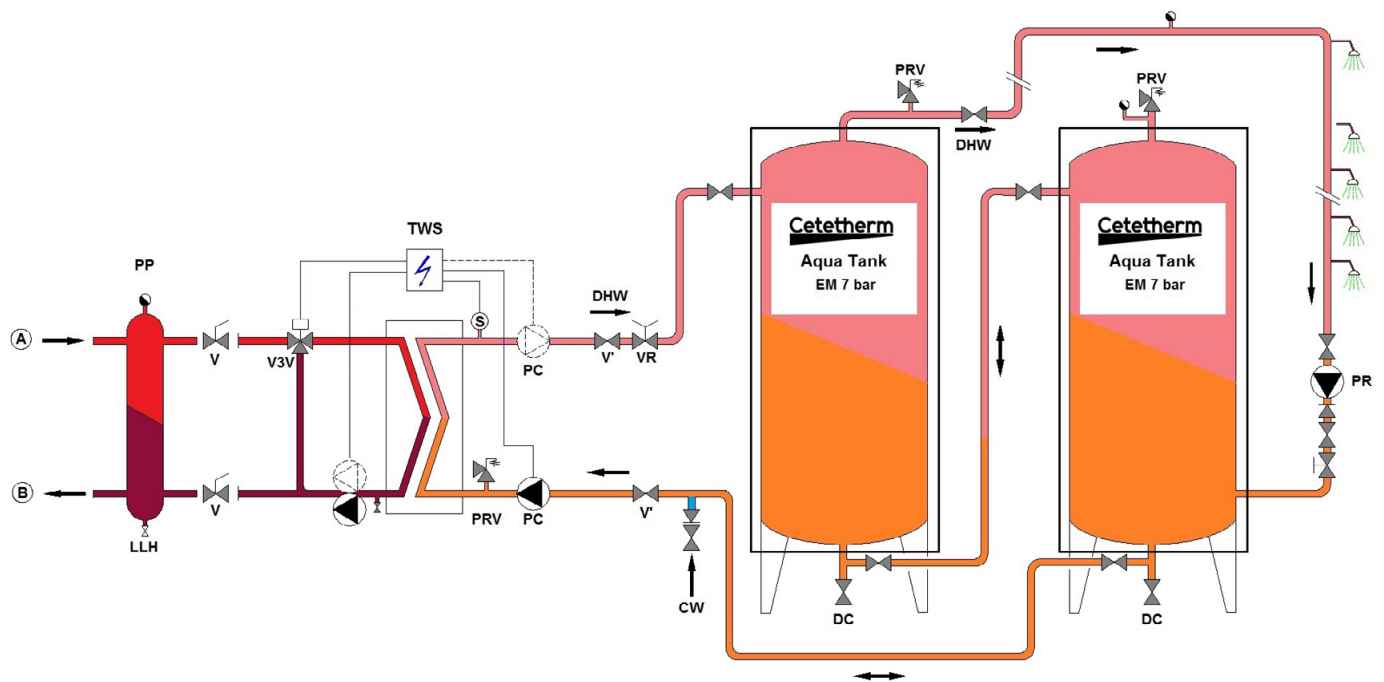 PRV
PRV
DHW
TWS
Cetetherm
Aqua Tank
EM 7 bar
Cetetherm
Aqua Tank
EM 7 bar
PP
DHW
S
A
V
V3V
PC
V'
VR
PR
B
V
LLH
PRV
PC
V'
CW
DC
DC